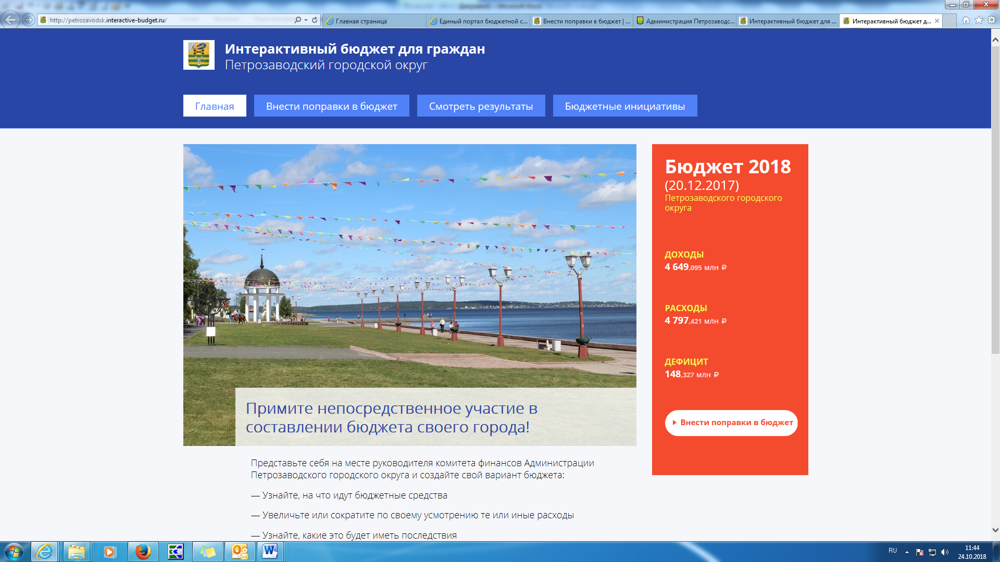 http://petrozavodsk.interactive-budget.ru/
Главная страница
Единый портал бюджетной с...
Внести поправки в бюджет | ...
Администрация Петрозаводс...
Интерактивный бюджет для ...
Интерактивный бюджет д...
Интерактивный бюджет для граждан
Петрозаводский городской округ
Главная
Внести поправки в бюджет
Смотреть результаты
Бюджетные инициативы
Примите непосредственное участие в
составлении бюджета своего города!
Представьте себя на месте руководителя комитета финансов Администрации
Петрозаводского городского округа и создайте свой вариант бюджета:
— Узнайте, на что идут бюджетные средства
— Увеличьте или сократите по своему усмотрению те или иные расходы
— Узнайте, какие это будет иметь последствия
Бюджет 2018
(20.12.2017)
Петрозаводского городского
округа
ДОХОДЫ
4 649,095 млн ₽
РАСХОДЫ
4 797,421 млн ₽
ДЕФИЦИТ
148,327 млн ₽
Внести поправки в бюджет
RU
11:44
24.10.2018